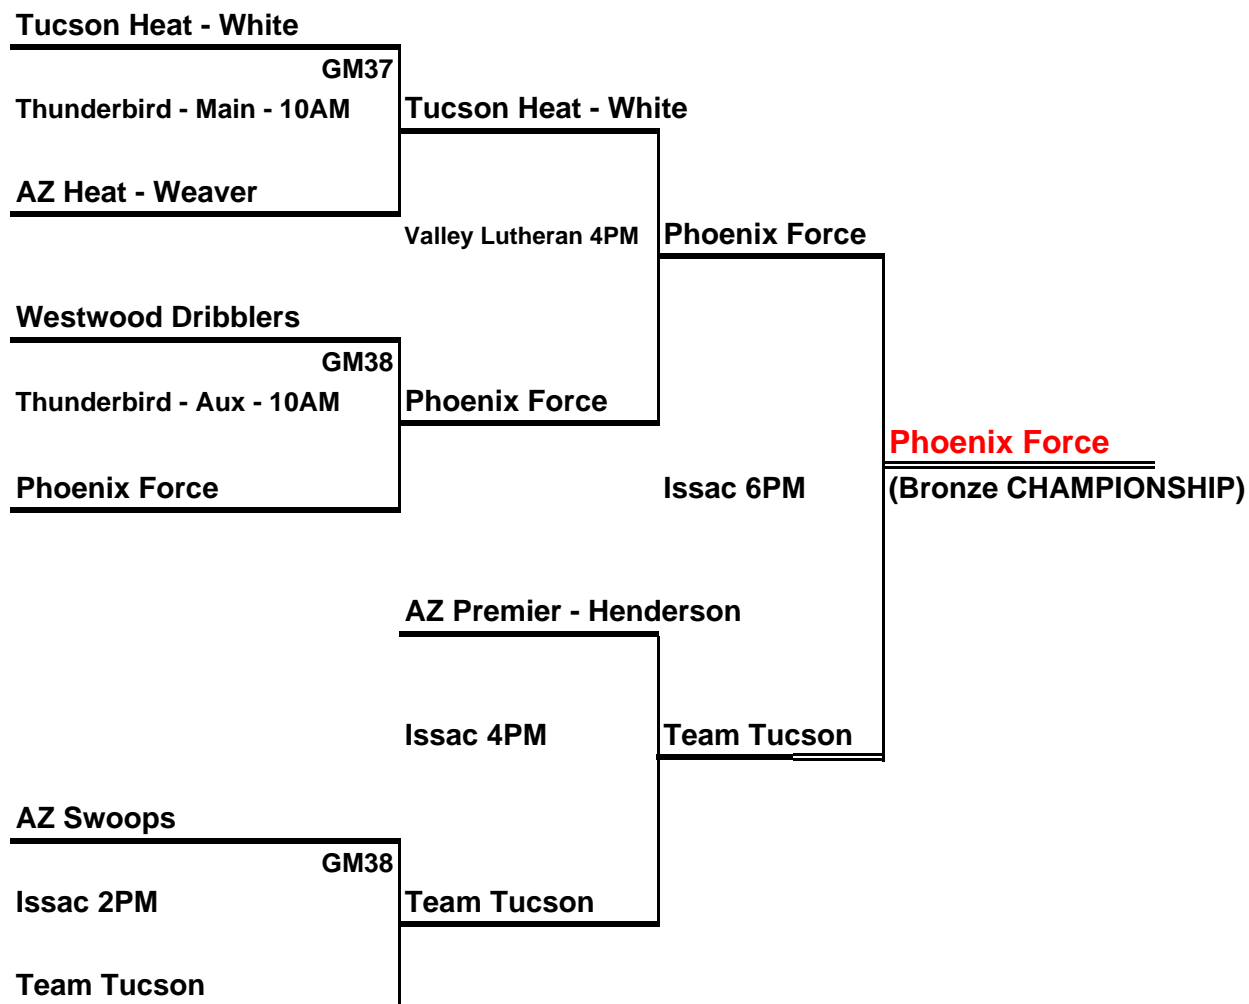 Tucson Heat - White
GM37
Thunderbird - Main - 10AM
Tucson Heat - White
AZ Heat - Weaver
Valley Lutheran 4PM
Phoenix Force
Westwood Dribblers
GM38
Thunderbird - Aux - 10AM
Phoenix Force
Phoenix Force
Phoenix Force
Issac 6PM
(Bronze CHAMPIONSHIP)
AZ Premier - Henderson
Issac 4PM
Team Tucson
AZ Swoops
GM38
Issac 2PM
Team Tucson
Team Tucson